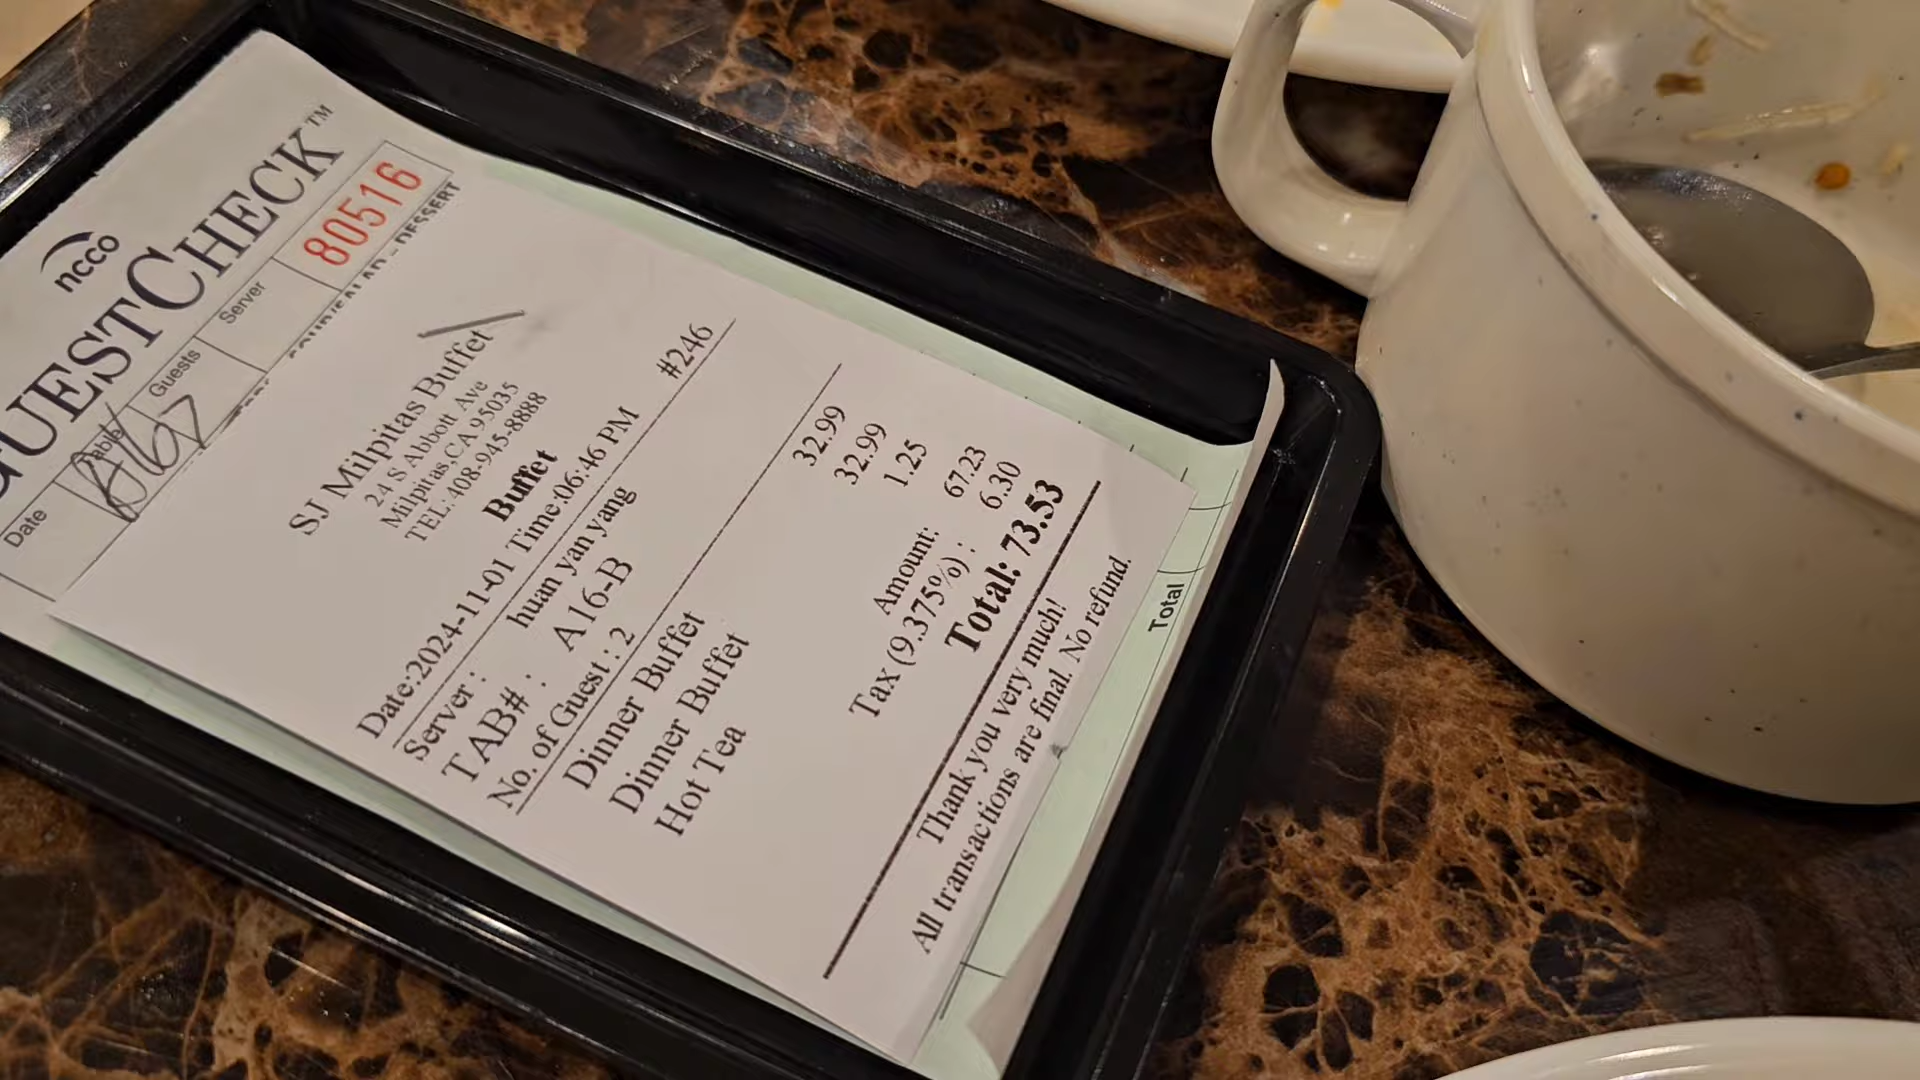 ncco
GUESTCHECK™
Date
Table
Guests
Server
80516
DESSERT
SJ Milpitas Buffet
24 S Abbott Ave
Milpitas,CA 95035
TEL:408-945-8888
Buffet
#246
Date:2024-11-01 Time:06:46 PM
Server : huan yan yang
TAB# : A16-B
No. of Guest : 2
Dinner Buffet 32.99
Dinner Buffet 32.99
Hot Tea 1.25
Amount: 67.23
Tax (9.375%) : 6.30
Total: 73.53
Thank you very much!
All transactions are final. No refund.
Total